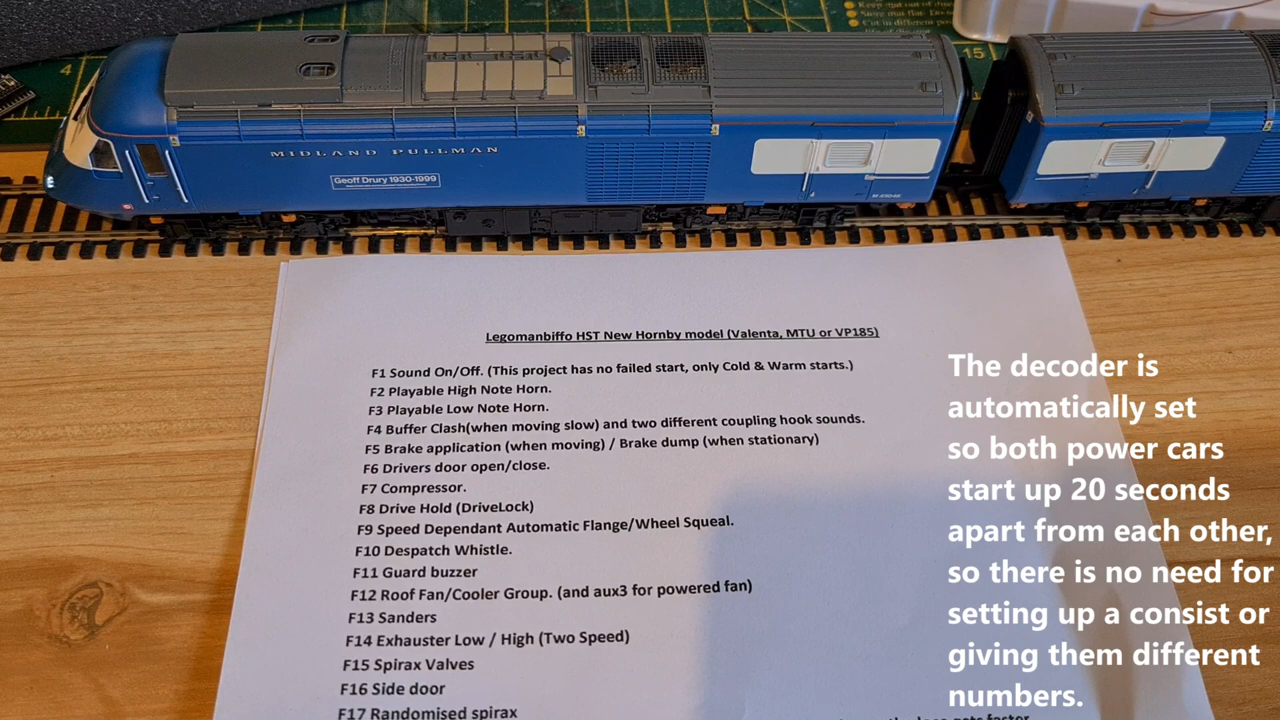 Keep
out of
4
15
MIDLAND PULLMAN
Geoff Drury 1930-1999
Legomanbiffo HST New Hornby model (Valenta, MTU or VP185)
F1 Sound On/Off. (This project has no failed start, only Cold & Warm starts.)
F2 Playable High Note Horn.
F3 Playable Low Note Horn.
F4 Buffer Clash(when moving slow) and two different coupling hook sounds.
F5 Brake application (when moving) / Brake dump (when stationary)
F6 Drivers door open/close.
F7 Compressor.
F8 Drive Hold (DriveLock)
F9 Speed Dependant Automatic Flange/Wheel Squeal.
F10 Despatch Whistle.
F11 Guard buzzer
F12 Roof Fan/Cooler Group. (and aux3 for powered fan)
F13 Sanders
F14 Exhauster Low / High (Two Speed)
F15 Spirax Valves
F16 Side door
F17 Randomised spirax
gets faster
The decoder is
automatically set
so both power cars
start up 20 seconds
apart from each other,
so there is no need for
setting up a consist or
giving them different
numbers.